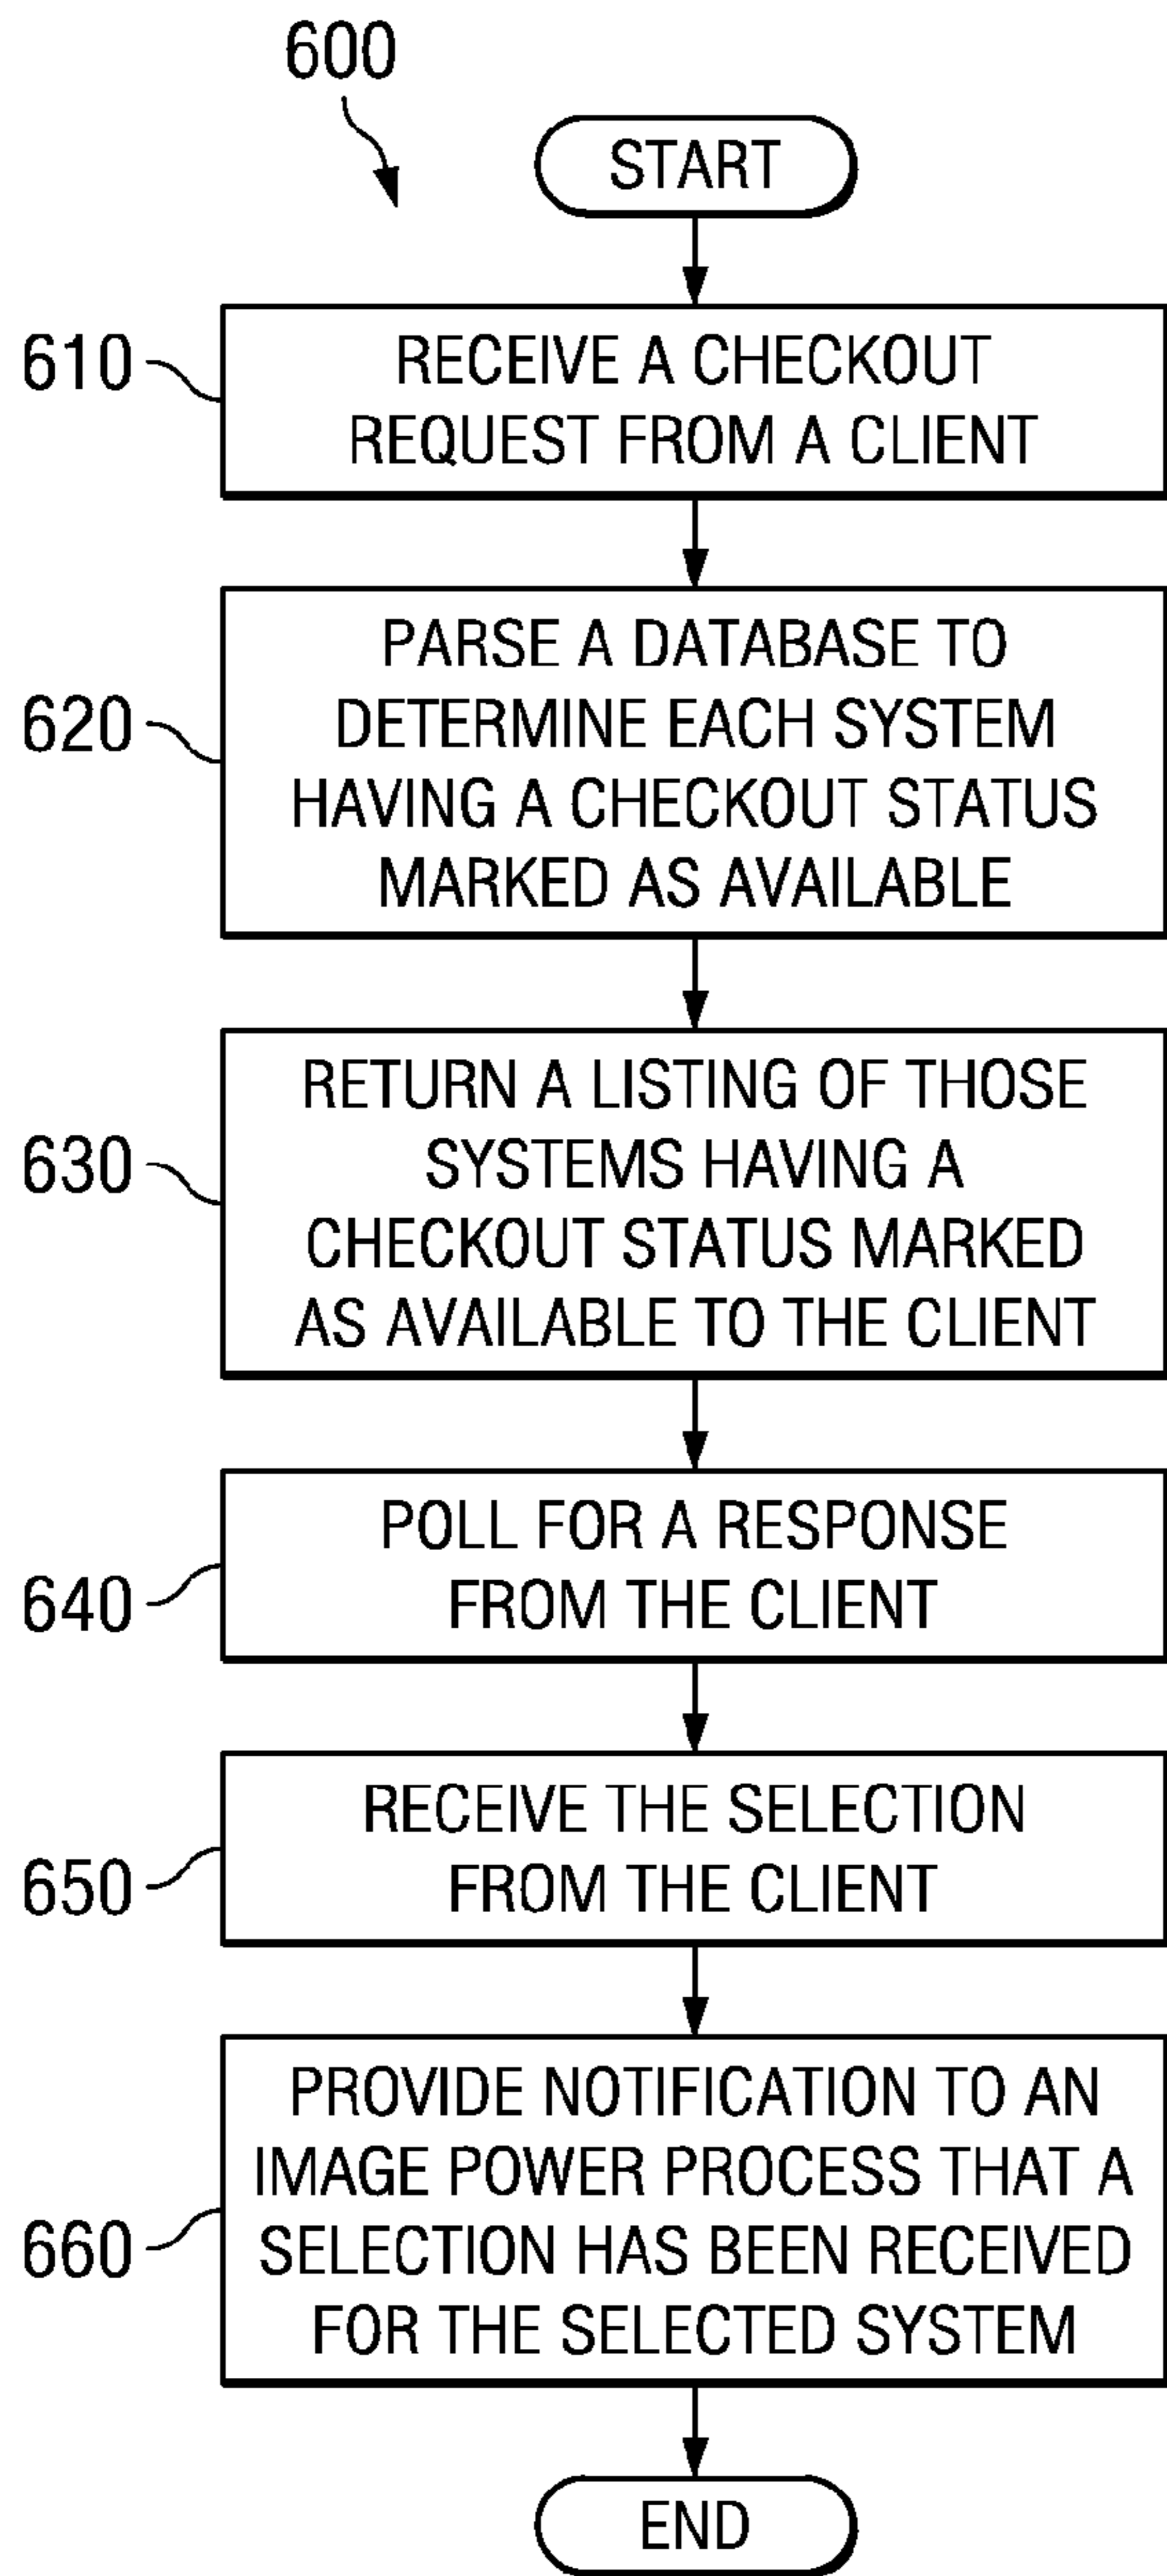 600
START
610
RECEIVE A CHECKOUT
REQUEST FROM A CLIENT
620
PARSE A DATABASE TO
DETERMINE EACH SYSTEM
HAVING A CHECKOUT STATUS
MARKED AS AVAILABLE
630
RETURN A LISTING OF THOSE
SYSTEMS HAVING A
CHECKOUT STATUS MARKED
AS AVAILABLE TO THE CLIENT
640
POLL FOR A RESPONSE
FROM THE CLIENT
650
RECEIVE THE SELECTION
FROM THE CLIENT
660
PROVIDE NOTIFICATION TO AN
IMAGE POWER PROCESS THAT A
SELECTION HAS BEEN RECEIVED
FOR THE SELECTED SYSTEM
END